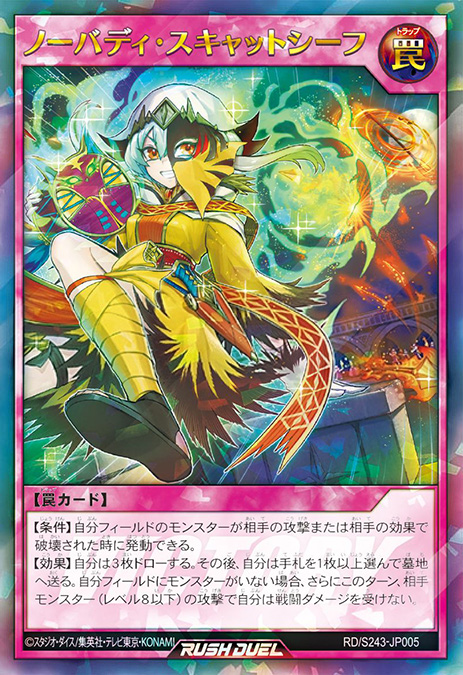 ノーバディ・スキャットシーフ
トラップ
罠
【罠カード】
【条件】自分フィールドのモンスターが相手の攻撃または相手の効果で
破壊された時に発動できる。
【効果】自分は3枚ドローする。その後、自分は手札を1枚以上選んで墓地
へ送る。自分フィールドにモンスターがいない場合、さらにこのターン、相手
モンスター(レベル8以下)の攻撃で自分は戦闘ダメージを受けない。
©スタジオ・ダイス/集英社・テレビ東京・KONAMI
RUSH DUEL
RD/S243-JP005